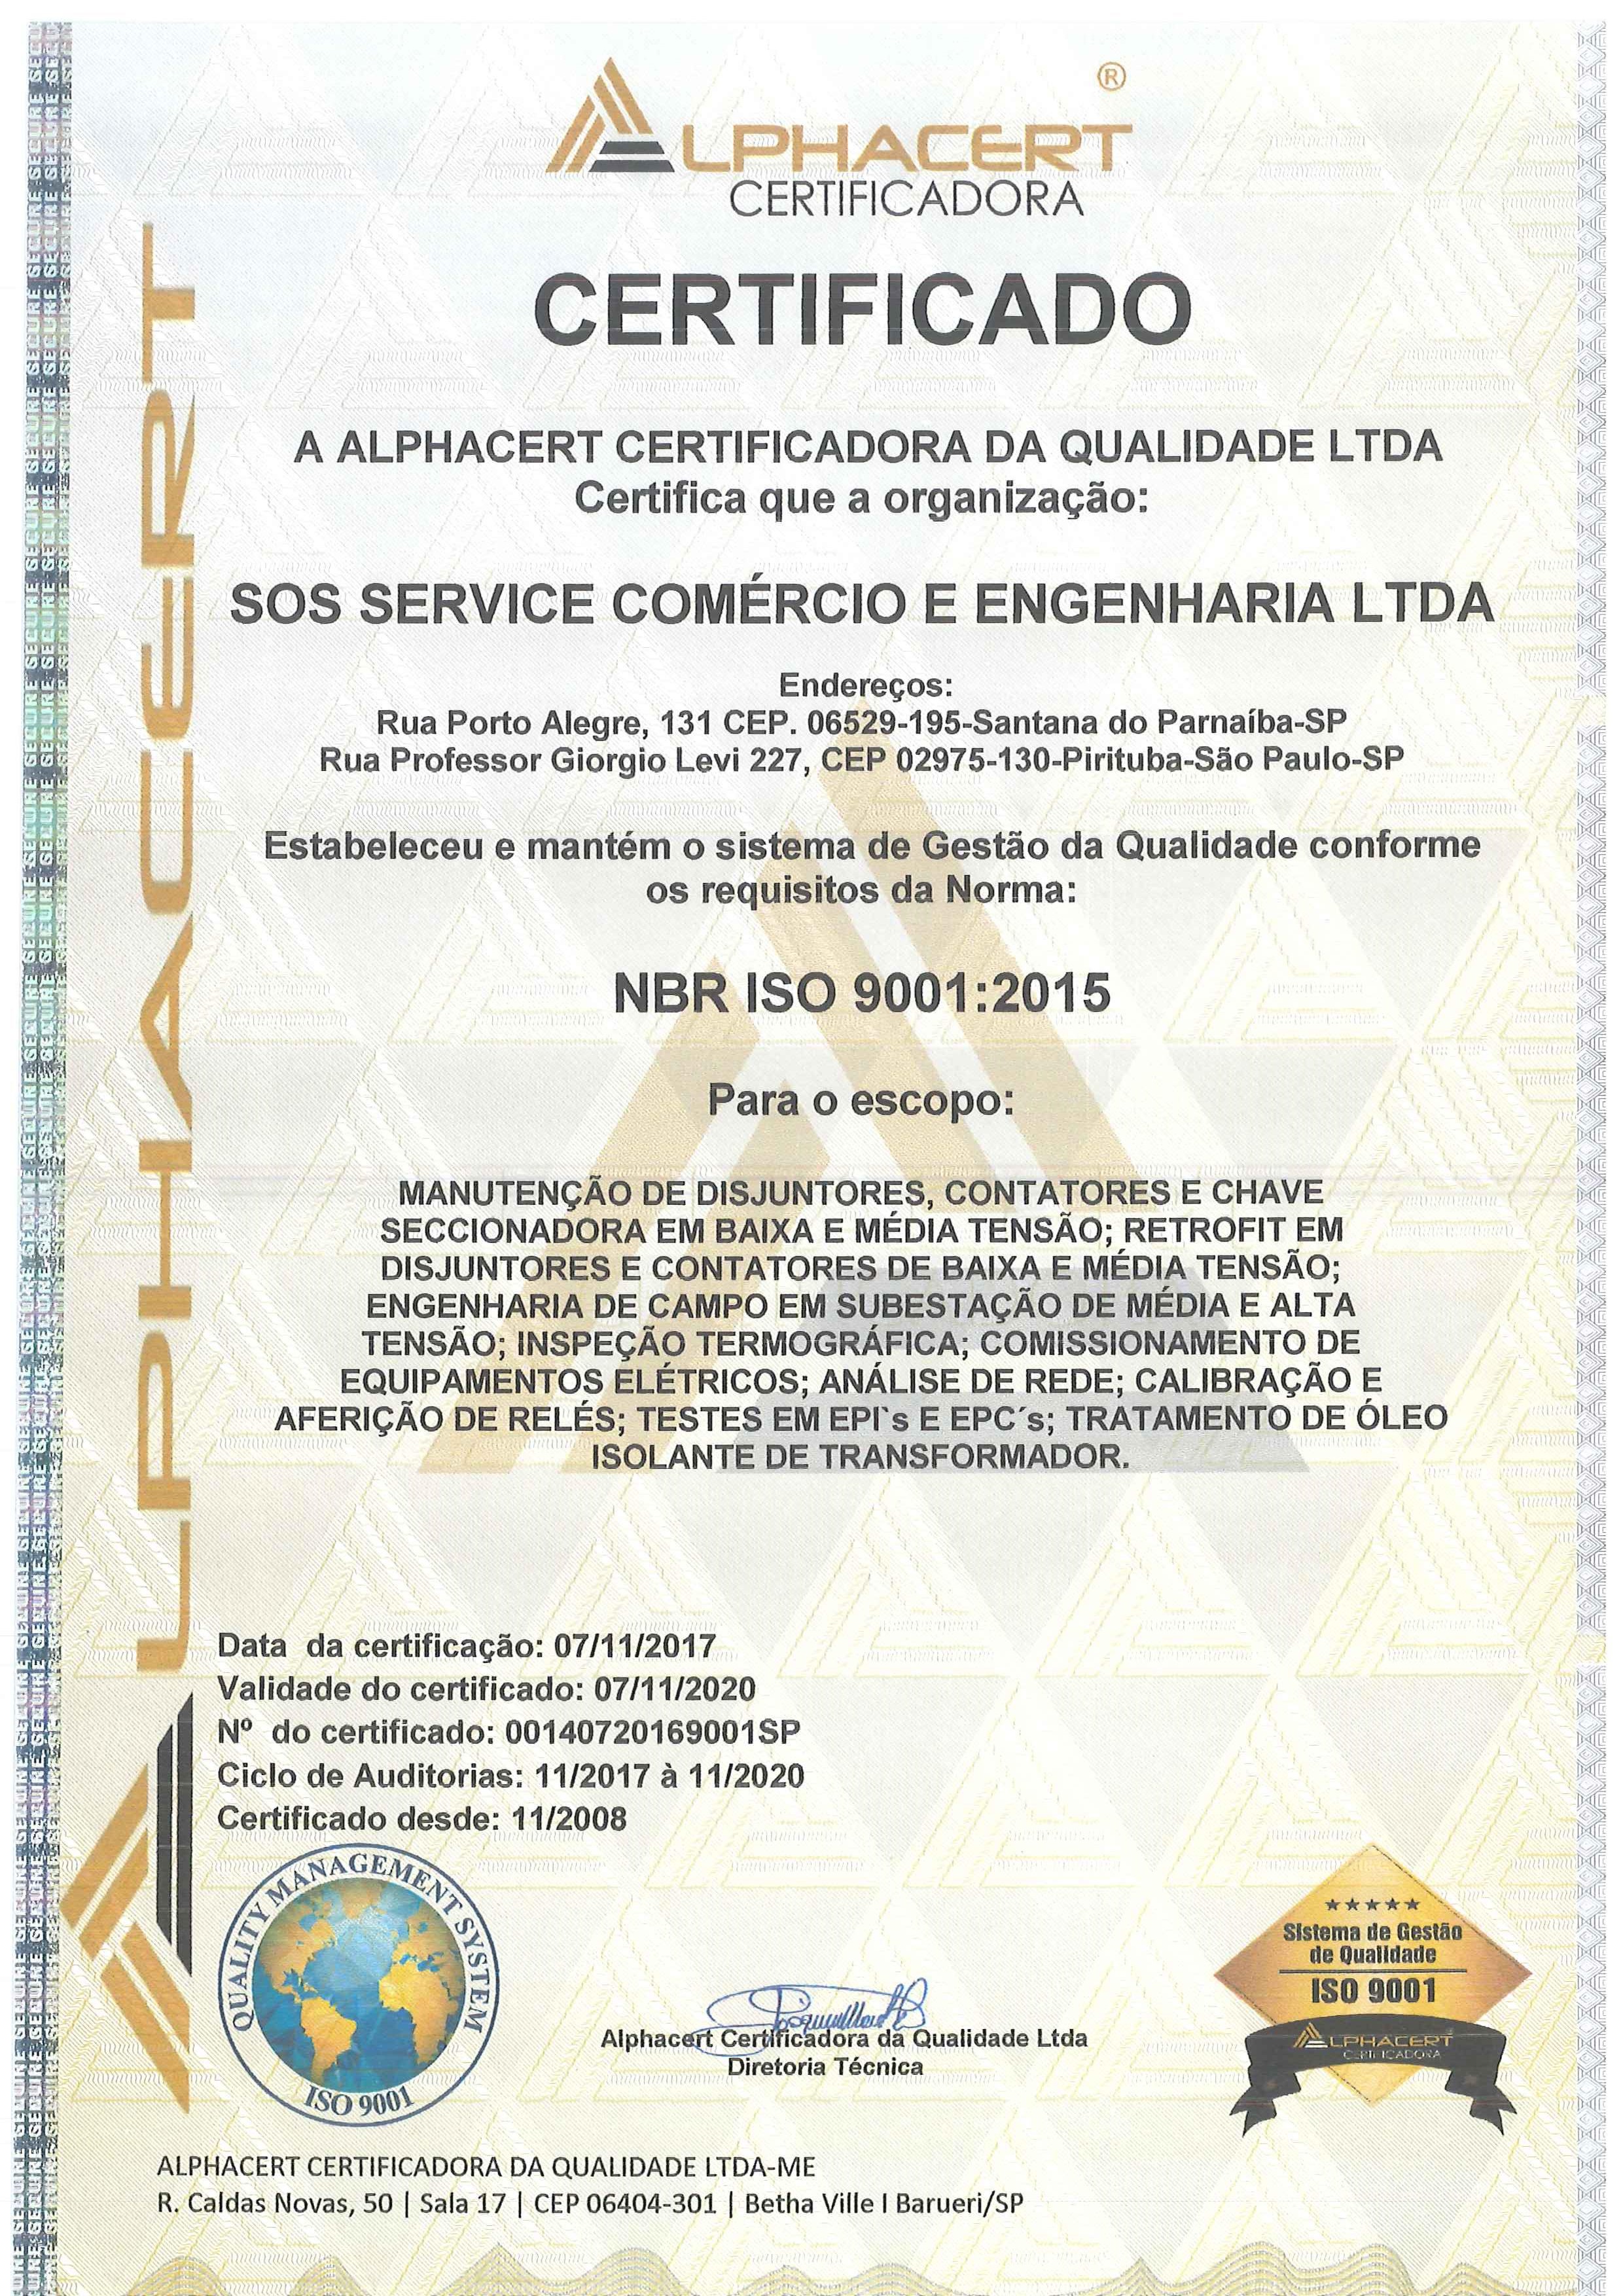 ALPHACERT ®
CERTIFICADORA
CERTIFICADO
A ALPHACERT CERTIFICADORA DA QUALIDADE LTDA
Certifica que a organização:
SOS SERVICE COMÉRCIO E ENGENHARIA LTDA
Endereços:
Rua Porto Alegre, 131 CEP. 06529-195-Santana do Parnaíba-SP
Rua Professor Giorgio Levi 227, CEP 02975-130-Pirituba-São Paulo-SP
Estabeleceu e mantém o sistema de Gestão da Qualidade conforme
os requisitos da Norma:
NBR ISO 9001:2015
Para o escopo:
MANUTENÇÃO DE DISJUNTORES, CONTATORES E CHAVE
SECCIONADORA EM BAIXA E MÉDIA TENSÃO; RETROFIT EM
DISJUNTORES E CONTATORES DE BAIXA E MÉDIA TENSÃO;
ENGENHARIA DE CAMPO EM SUBESTAÇÃO DE MÉDIA E ALTA
TENSÃO; INSPEÇÃO TERMOGRÁFICA; COMISSIONAMENTO DE
EQUIPAMENTOS ELÉTRICOS; ANÁLISE DE REDE; CALIBRAÇÃO E
AFERIÇÃO DE RELÉS; TESTES EM EPI`s E EPC´s; TRATAMENTO DE ÓLEO
ISOLANTE DE TRANSFORMADOR.
Data da certificação: 07/11/2017
Validade do certificado: 07/11/2020
Nº do certificado: 00140720169001SP
Ciclo de Auditorias: 11/2017 à 11/2020
Certificado desde: 11/2008
ALPHACERT
QUALITY MANAGEMENT SYSTEM
ISO 9001
Alphacert Certificadora da Qualidade Ltda
Diretoria Técnica
Sistema de Gestão
de Qualidade
ISO 9001
ALPHACERT
CERTIFICADORA
ALPHACERT CERTIFICADORA DA QUALIDADE LTDA-ME
R. Caldas Novas, 50 | Sala 17 | CEP 06404-301 | Betha Ville I Barueri/SP